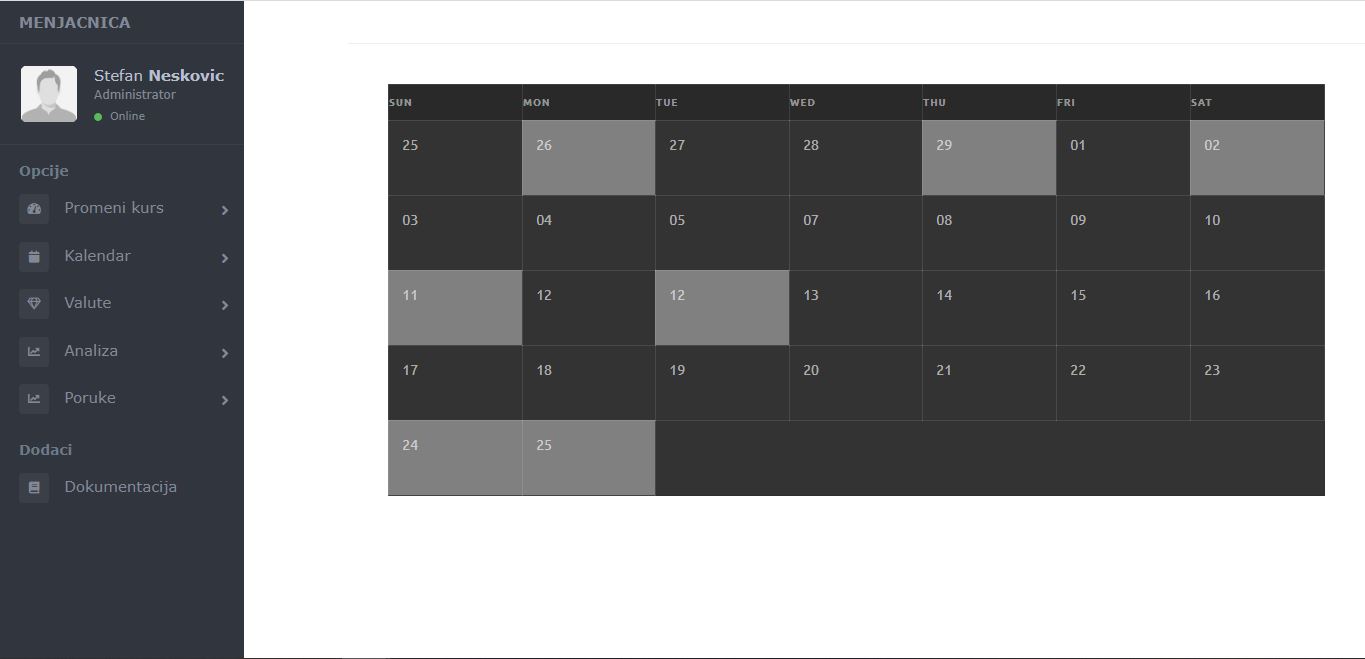 MENJACNICA
Stefan Neskovic
Administrator
Online
Opcije
Promeni kurs
Kalendar
Valute
Analiza
Poruke
Dodaci
Dokumentacija
SUN MON TUE WED THU FRI SAT
25 26 27 28 29 01 02
03 04 05 07 08 09 10
11 12 12 13 14 15 16
17 18 19 20 21 22 23
24 25